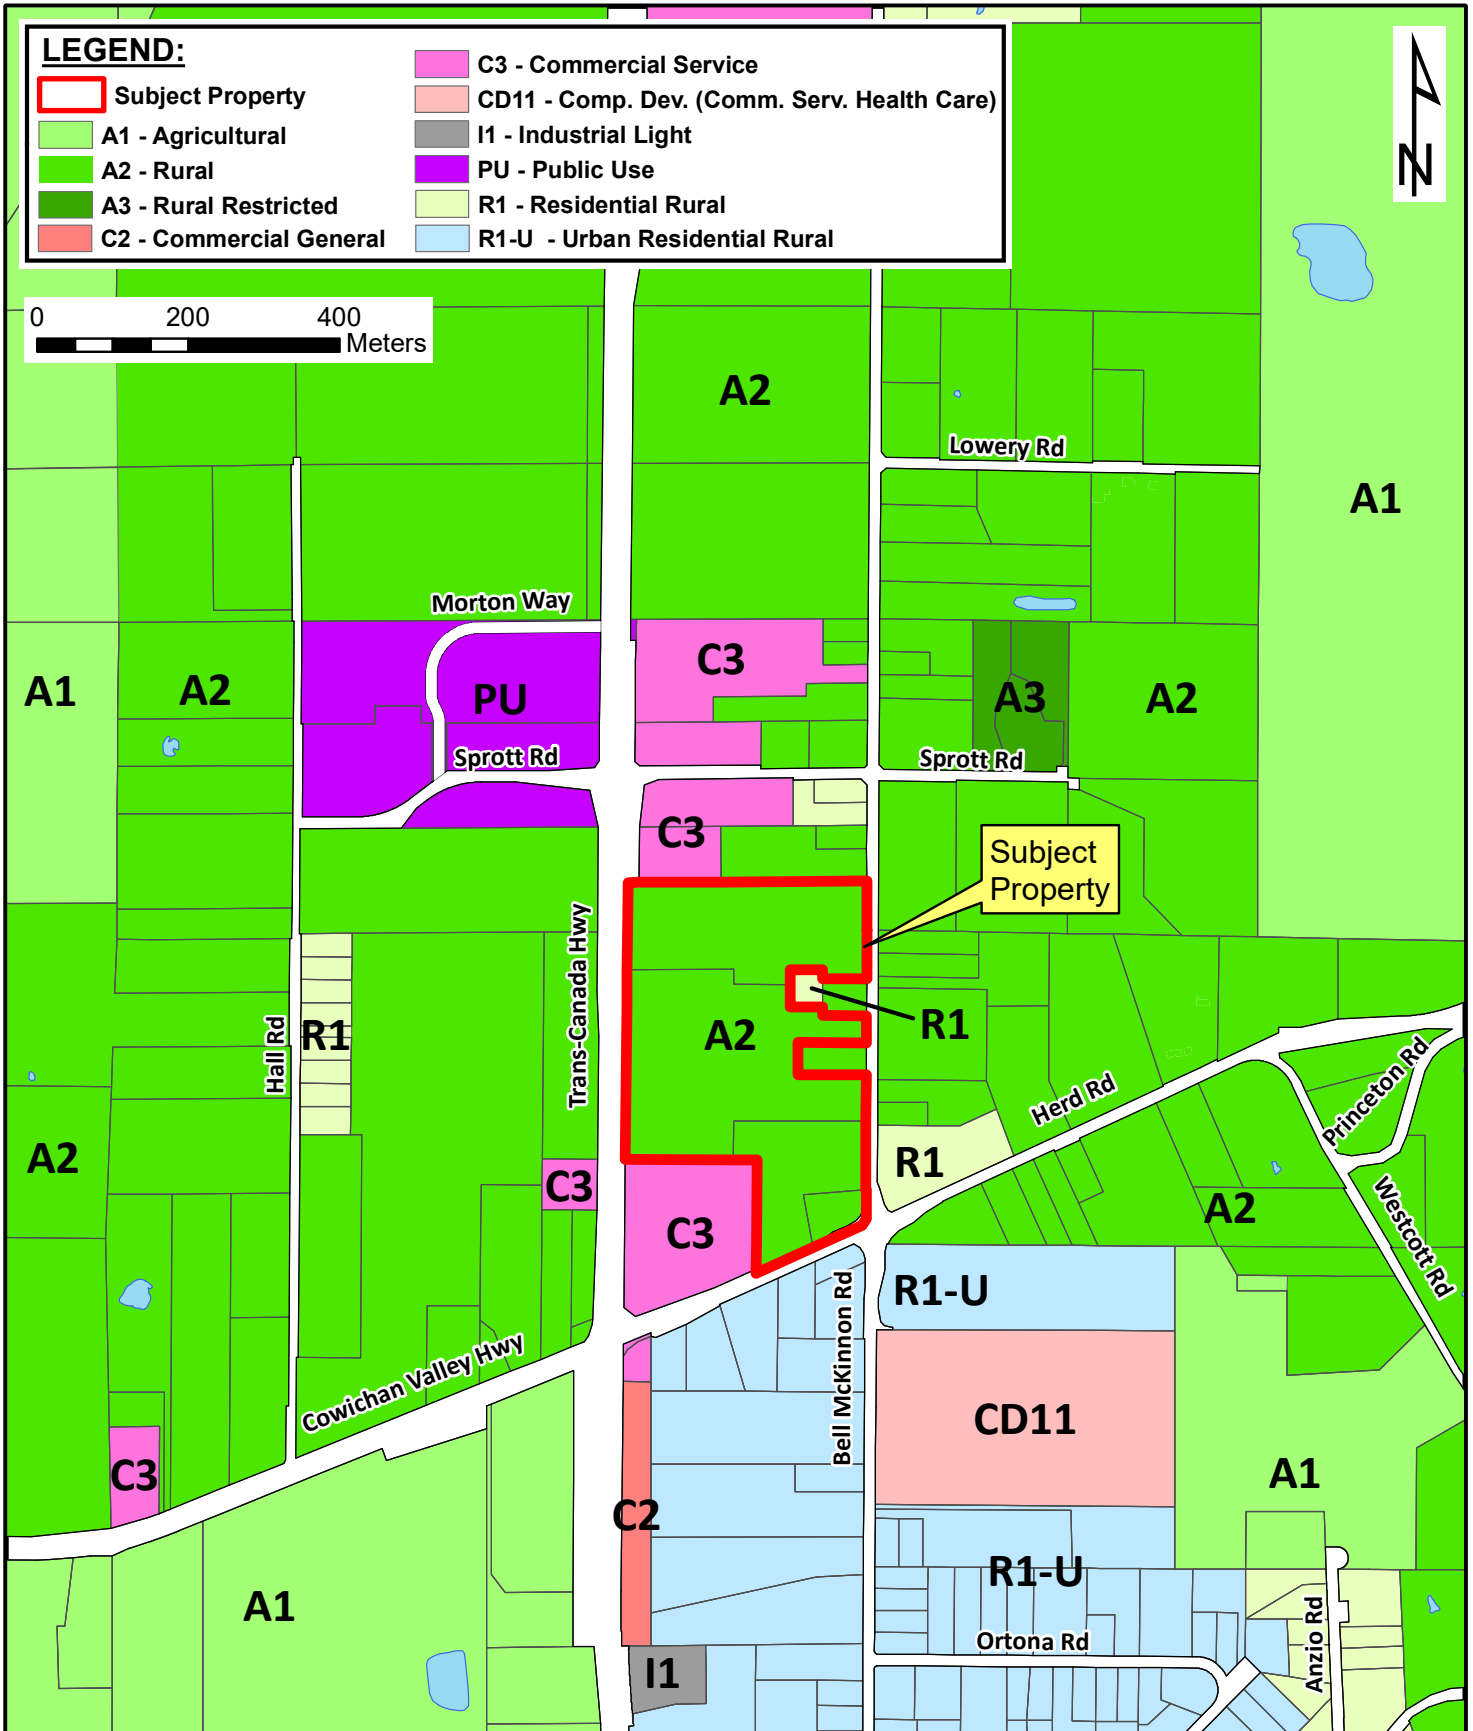 LEGEND:
Subject Property
A1 - Agricultural
A2 - Rural
A3 - Rural Restricted
C2 - Commercial General
C3 - Commercial Service
CD11 - Comp. Dev. (Comm. Serv. Health Care)
I1 - Industrial Light
PU - Public Use
R1 - Residential Rural
R1-U - Urban Residential Rural
N
0 200 400
Meters
A2
Lowery Rd
A1
Morton Way
C3
A1
A2
PU
A3
A2
Sprott Rd
Sprott Rd
C3
Subject
Property
Trans-Canada Hwy
Hall Rd
R1
A2
R1
Herd Rd
Princeton Rd
A2
R1
C3
C3
A2
Westcott Rd
R1-U
Bell McKinnon Rd
Cowichan Valley Hwy
CD11
C3
A1
C2
R1-U
A1
Ortona Rd
Anzio Rd
I1